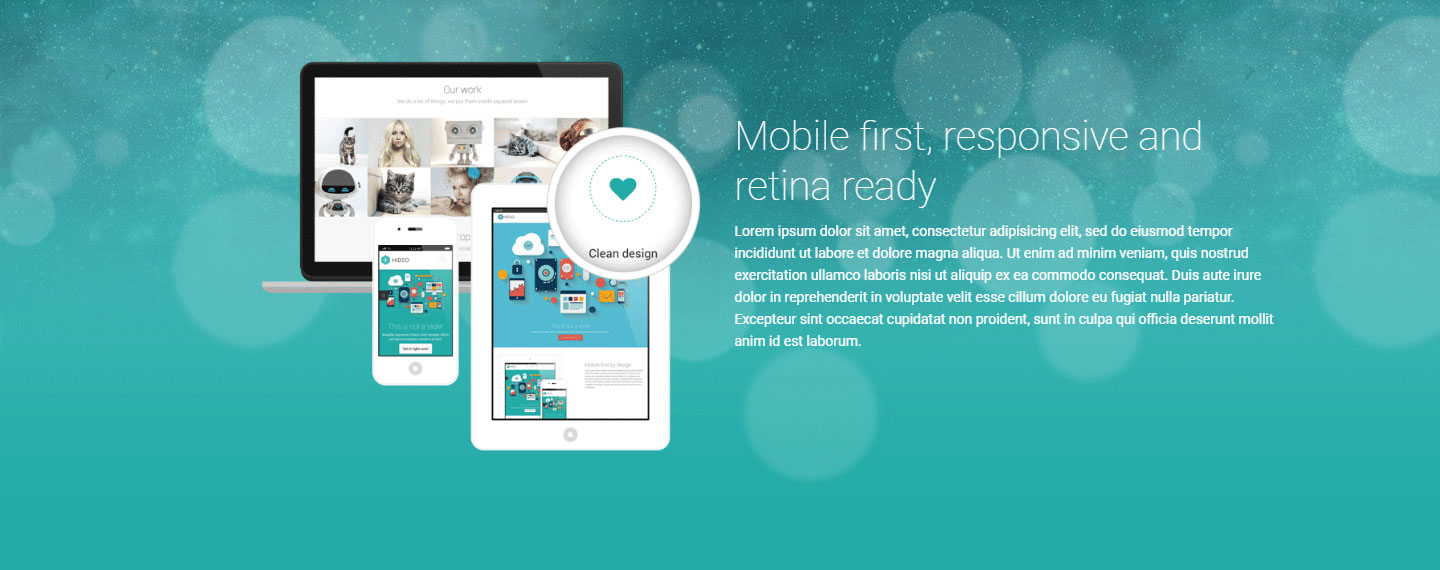 Our work
We do a lot of things, we put them inside squared boxes
Clean design
HIDDO
HIDDO
This is not a slider
This is not a slider
Get it right now!
Mobile first by design
Mobile first, responsive and
retina ready
Lorem ipsum dolor sit amet, consectetur adipisicing elit, sed do eiusmod tempor
incididunt ut labore et dolore magna aliqua. Ut enim ad minim veniam, quis nostrud
exercitation ullamco laboris nisi ut aliquip ex ea commodo consequat. Duis aute irure
dolor in reprehenderit in voluptate velit esse cillum dolore eu fugiat nulla pariatur.
Excepteur sint occaecat cupidatat non proident, sunt in culpa qui officia deserunt mollit
anim id est laborum.